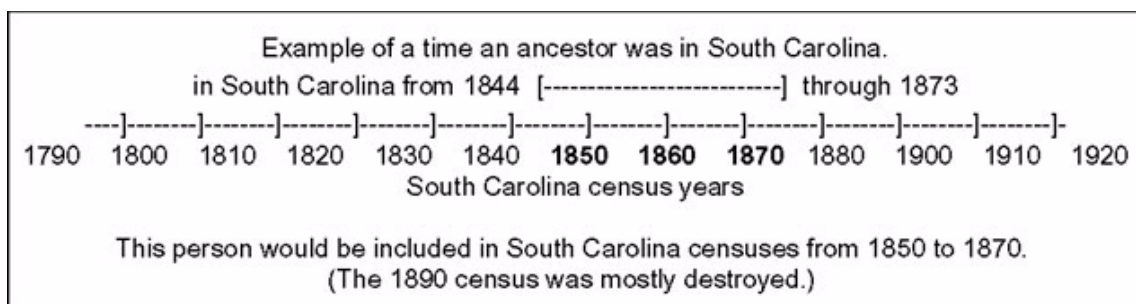 Example of a time an ancestor was in South Carolina.
in South Carolina from 1844 [---------------------------] through 1873
----]--------]--------]--------]--------]--------]--------]--------]--------]--------]--------]--------]--------]-
1790 1800 1810 1820 1830 1840 1850 1860 1870 1880 1900 1910 1920
South Carolina census years
This person would be included in South Carolina censuses from 1850 to 1870.
(The 1890 census was mostly destroyed.)